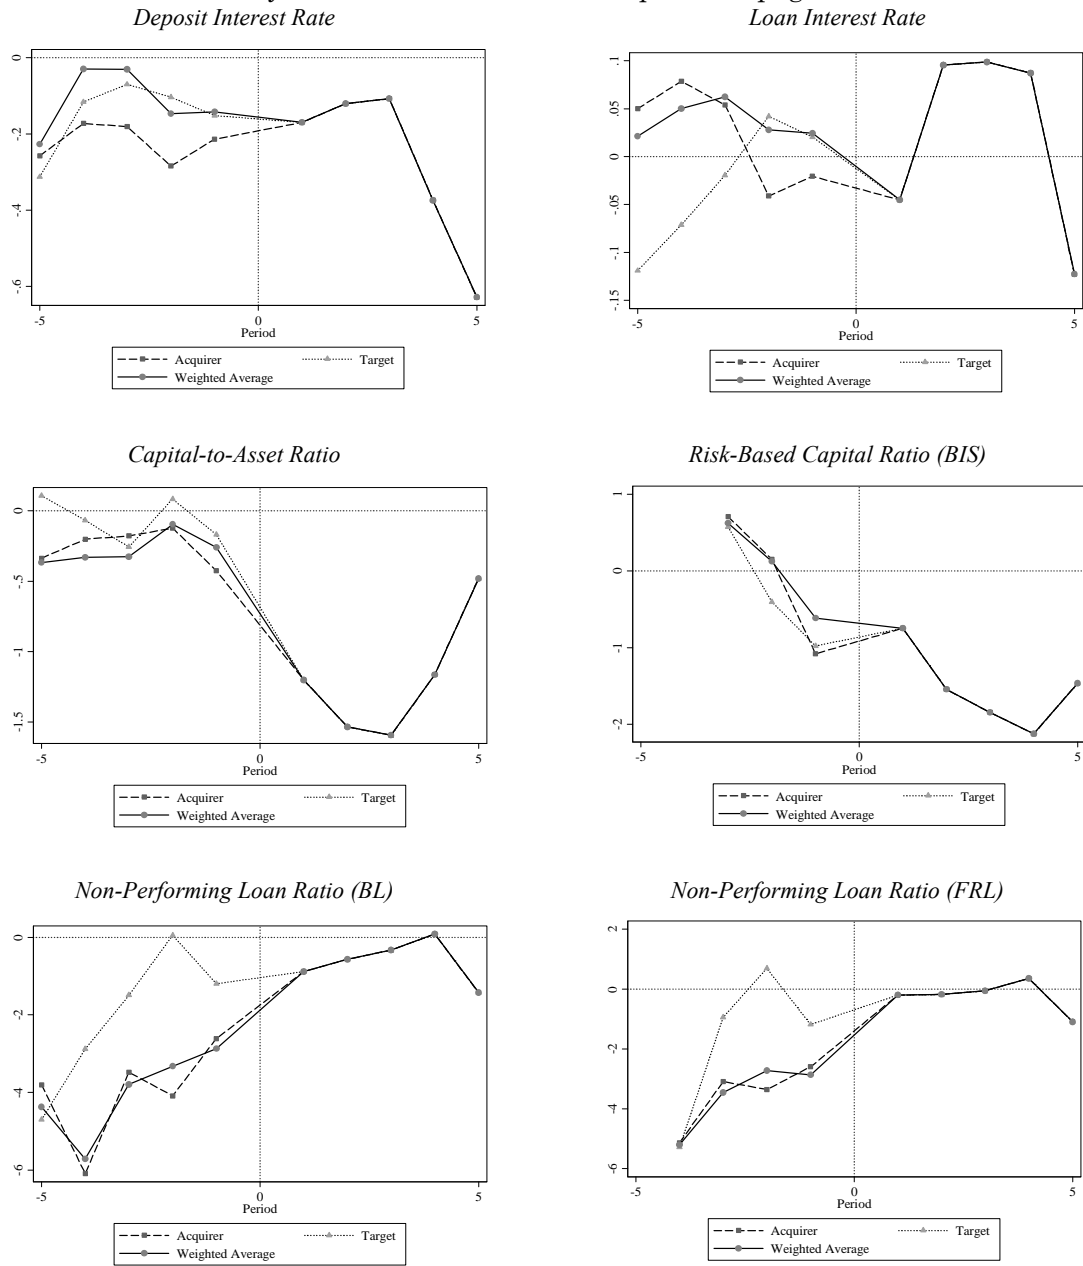 Deposit Interest Rate
0
-.2
-.4
-.6
-5
0
5
Period
Acquirer
Target
Weighted Average
Loan Interest Rate
.1
.05
0
-.05
-.1
-.15
-5
0
5
Period
Acquirer
Target
Weighted Average
Capital-to-Asset Ratio
0
-.5
-1
-1.5
-5
0
5
Period
Acquirer
Target
Weighted Average
Risk-Based Capital Ratio (BIS)
1
0
-1
-2
-5
0
5
Period
Acquirer
Target
Weighted Average
Non-Performing Loan Ratio (BL)
0
-2
-4
-6
-5
0
5
Period
Acquirer
Target
Weighted Average
Non-Performing Loan Ratio (FRL)
2
0
-2
-4
-6
-5
0
5
Period
Acquirer
Target
Weighted Average